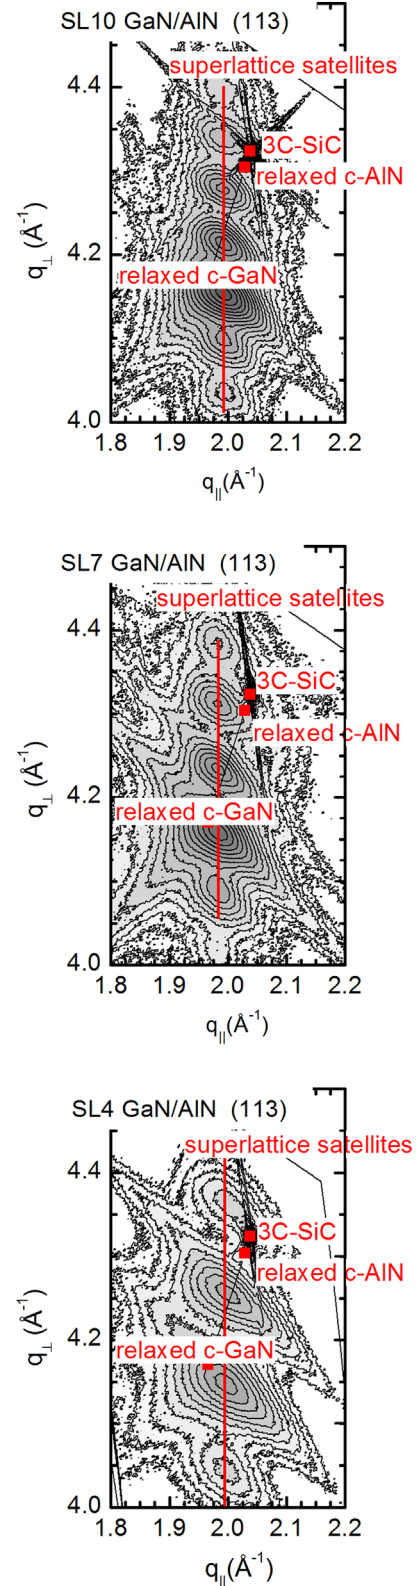 SL10 GaN/AlN (113)
superlattice satellites
4.4
3C-SiC
relaxed c-AlN
q⊥ (Å⁻¹)
4.2
relaxed c-GaN
4.0
1.8 1.9 2.0 2.1 2.2
q||(Å⁻¹)
SL7 GaN/AlN (113)
superlattice satellites
4.4
3C-SiC
relaxed c-AlN
q⊥ (Å⁻¹)
4.2
relaxed c-GaN
4.0
1.8 1.9 2.0 2.1 2.2
q||(Å⁻¹)
SL4 GaN/AlN (113)
superlattice satellites
4.4
3C-SiC
relaxed c-AlN
q⊥ (Å⁻¹)
4.2
relaxed c-GaN
4.0
1.8 1.9 2.0 2.1 2.2
q||(Å⁻¹)